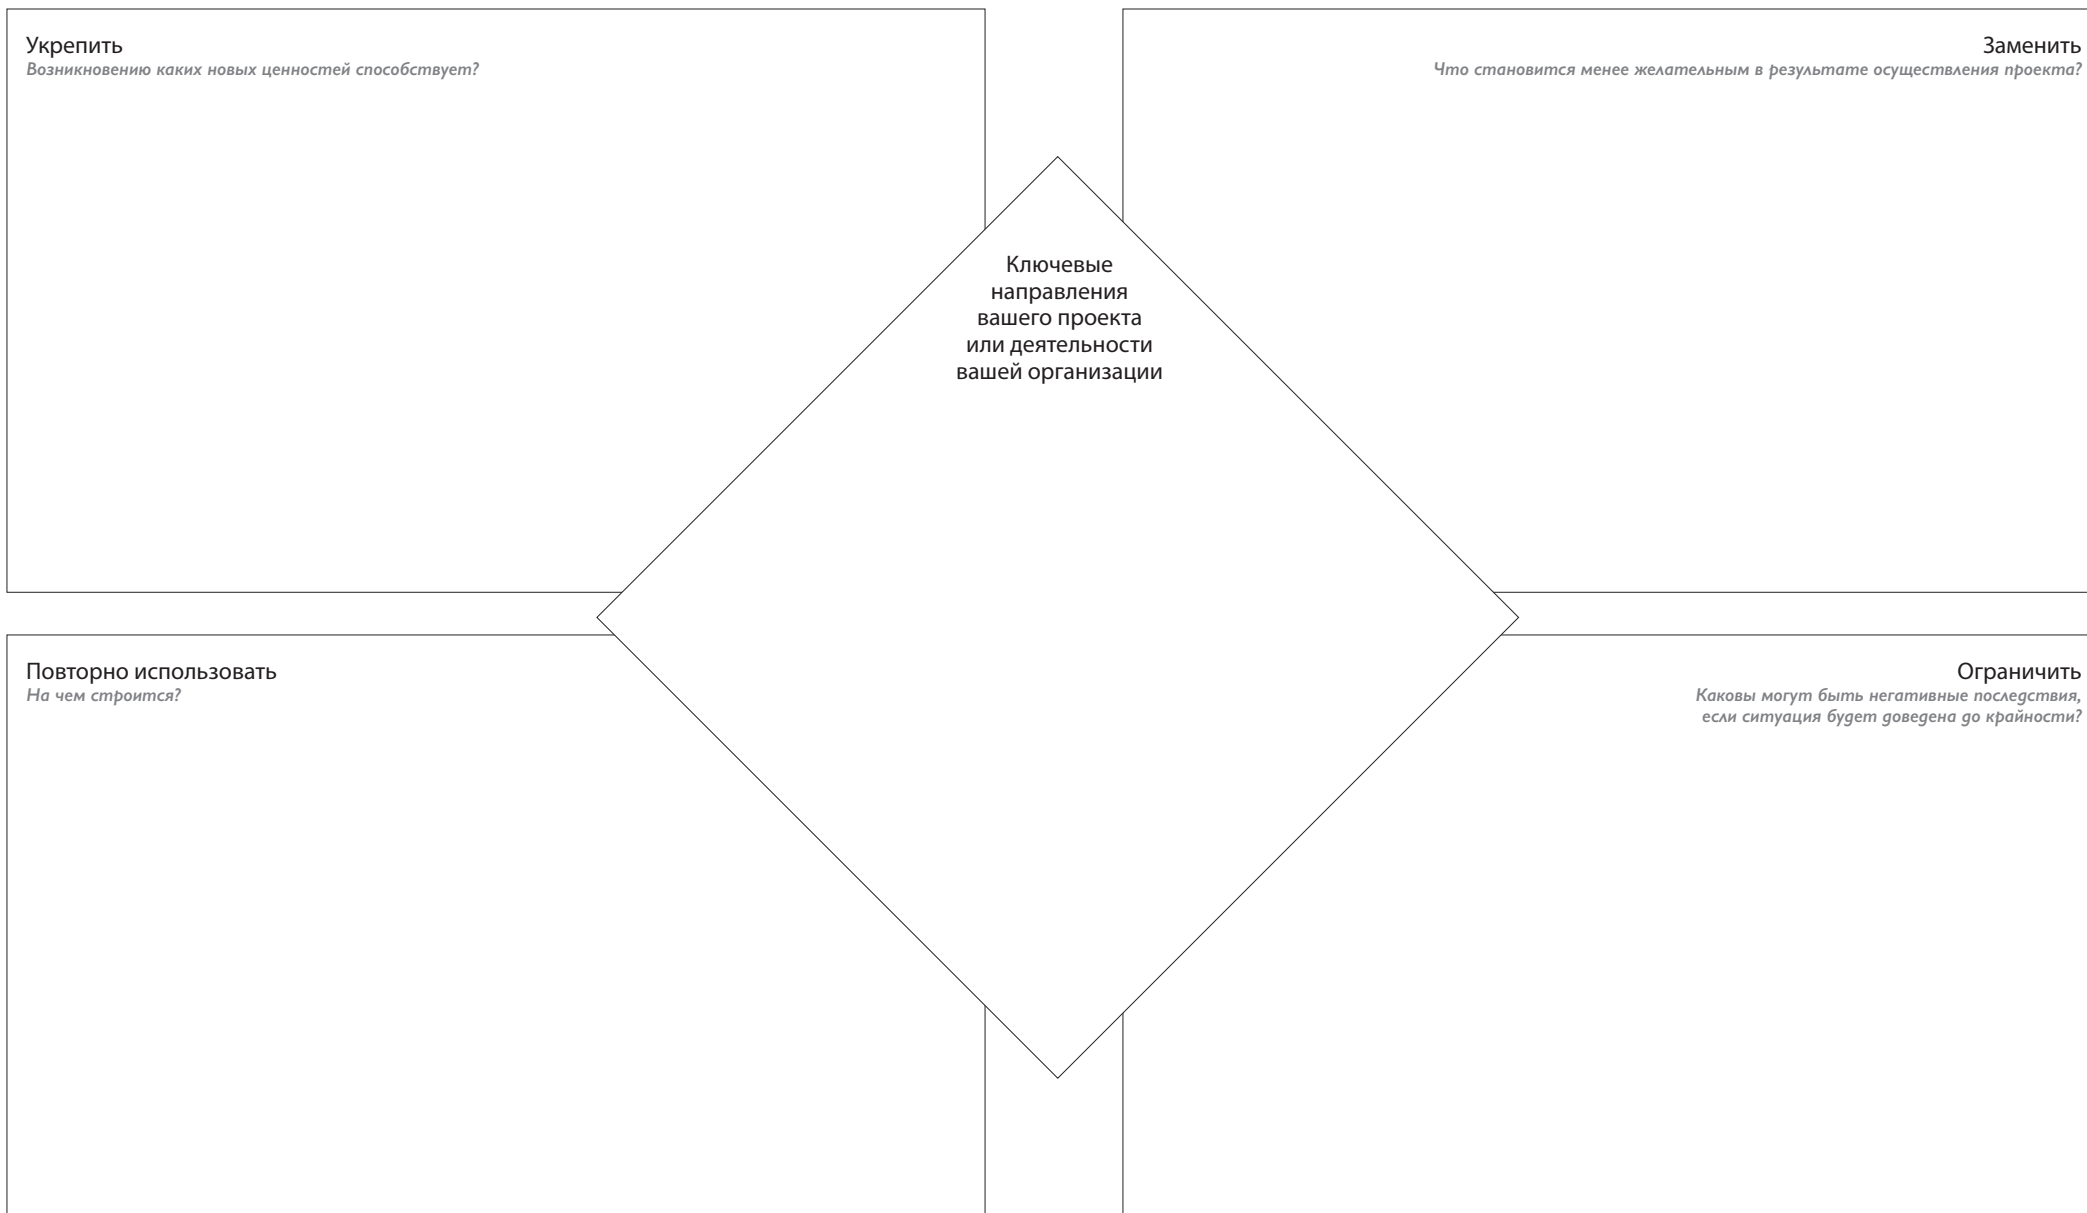 Укрепить
Возникновению каких новых ценностей способствует?
Заменить
Что становится менее желательным в результате осуществления проекта?
Ключевые
направления
вашего проекта
или деятельности
вашей организации
Повторно использовать
На чем строится?
Ограничить
Каковы могут быть негативные последствия,
если ситуация будет доведена до крайности?